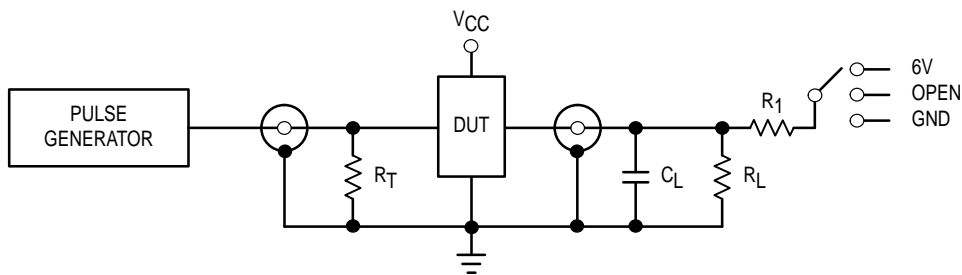 VCC
PULSE
GENERATOR
DUT
RT
CL
RL
R1
6V
OPEN
GND